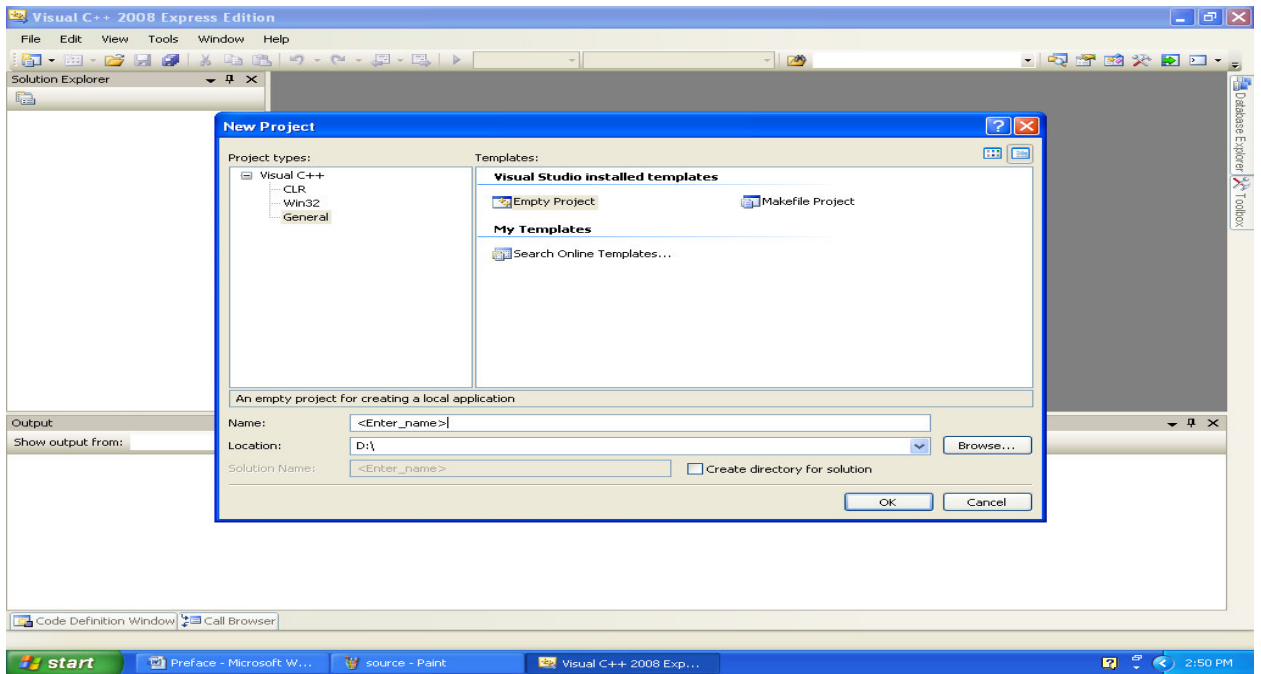 Visual C++ 2008 Express Edition
File Edit View Tools Window Help
Solution Explorer
Database Explorer
Toolbox
New Project
Project types:
Templates:
Visual C++
CLR
Win32
General
Visual Studio installed templates
Empty Project
Makefile Project
My Templates
Search Online Templates...
An empty project for creating a local application
Name: <Enter_name>
Location: D:\ Browse...
Solution Name: <Enter_name> Create directory for solution
OK Cancel
Output
Show output from:
Code Definition Window Call Browser
start Preface - Microsoft W... source - Paint Visual C++ 2008 Exp... 2:50 PM